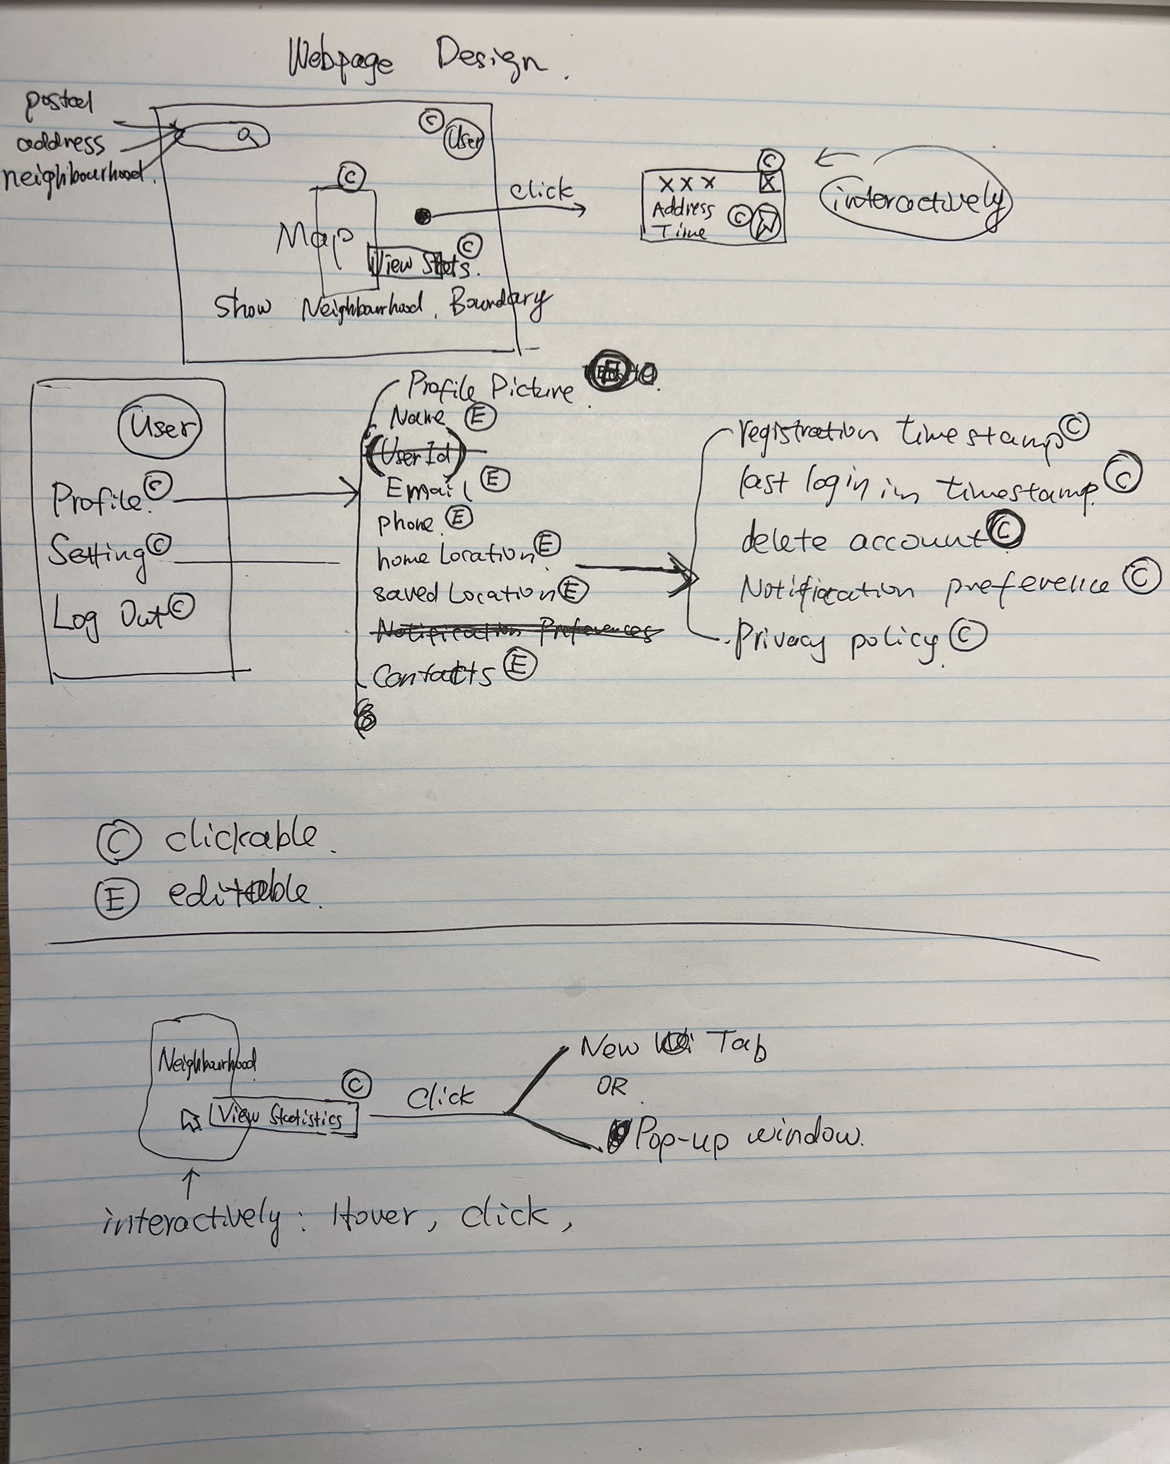 Webpage Design.
postal
address
neighbourhood.
C User
C
click
Map
View Stats. C
Show Neighbourhood. Boundary
C
X X X X
Address C
Time
interactively
User
Profile. C
Setting C
Log Out C
Profile Picture.
Name E
(User Id)
Email E
phone. E
home Location E
saved Location E
Notification Preferences
Contacts E
registration timestamp C
last login in timestamp. C
delete account C
Notification preference C
Privacy policy. C
C clickable.
E editable.
Neighbourhood
View Statistics C
Click
New Tab
OR
Pop-up window.
interactively: Hover, click,